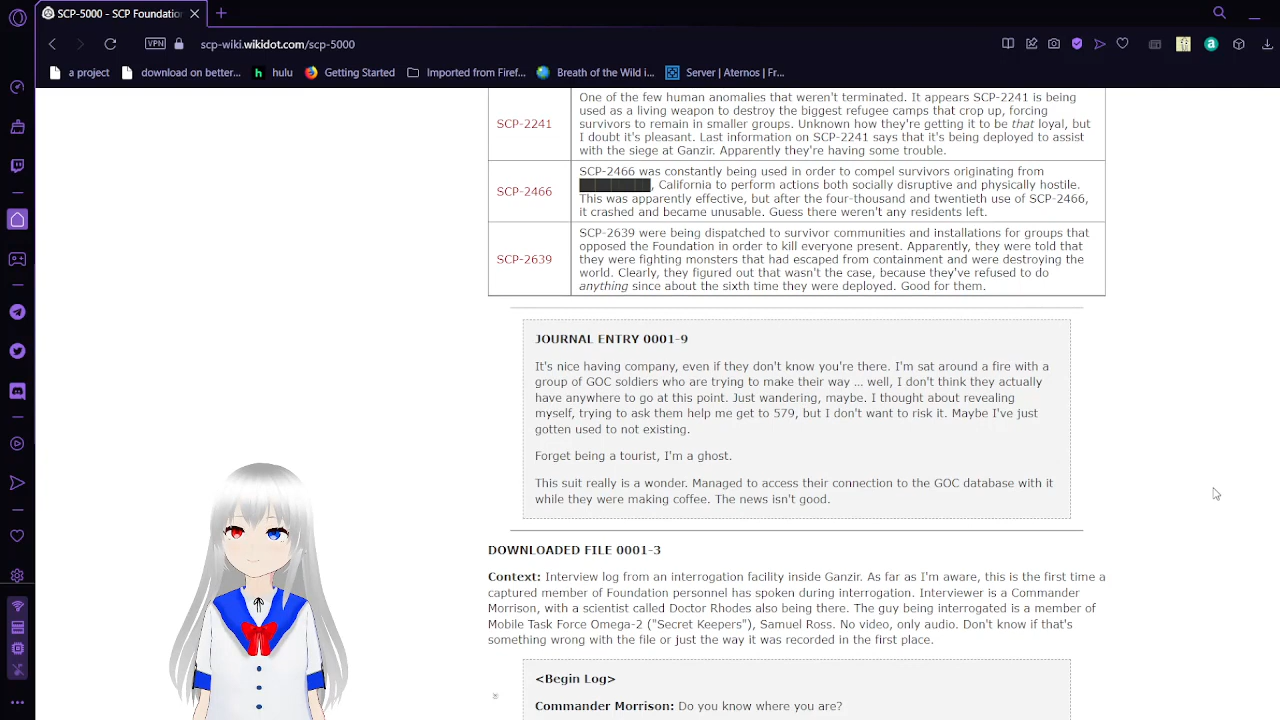 SCP-5000 - SCP Foundation
scp-wiki.wikidot.com/scp-5000
VPN
a project
download on better...
hulu
Getting Started
Imported from Firef...
Breath of the Wild i...
Server | Aternos | Fr...
SCP-2241
One of the few human anomalies that weren't terminated. It appears SCP-2241 is being
used as a living weapon to destroy the biggest refugee camps that crop up, forcing
survivors to remain in smaller groups. Unknown how they're getting it to be that loyal, but
I doubt it's pleasant. Last information on SCP-2241 says that it's being deployed to assist
with the siege at Ganzir. Apparently they're having some trouble.
SCP-2466
SCP-2466 was constantly being used in order to compel survivors originating from
, California to perform actions both socially disruptive and physically hostile.
This was apparently effective, but after the four-thousand and twentieth use of SCP-2466,
it crashed and became unusable. Guess there weren't any residents left.
SCP-2639
SCP-2639 were being dispatched to survivor communities and installations for groups that
opposed the Foundation in order to kill everyone present. Apparently, they were told that
they were fighting monsters that had escaped from containment and were destroying the
world. Clearly, they figured out that wasn't the case, because they've refused to do
anything since about the sixth time they were deployed. Good for them.
JOURNAL ENTRY 0001-9
It's nice having company, even if they don't know you're there. I'm sat around a fire with a
group of GOC soldiers who are trying to make their way ... well, I don't think they actually
have anywhere to go at this point. Just wandering, maybe. I thought about revealing
myself, trying to ask them help me get to 579, but I don't want to risk it. Maybe I've just
gotten used to not existing.
Forget being a tourist, I'm a ghost.
This suit really is a wonder. Managed to access their connection to the GOC database with it
while they were making coffee. The news isn't good.
DOWNLOADED FILE 0001-3
Context: Interview log from an interrogation facility inside Ganzir. As far as I'm aware, this is the first time a
captured member of Foundation personnel has spoken during interrogation. Interviewer is a Commander
Morrison, with a scientist called Doctor Rhodes also being there. The guy being interrogated is a member of
Mobile Task Force Omega-2 ("Secret Keepers"), Samuel Ross. No video, only audio. Don't know if that's
something wrong with the file or just the way it was recorded in the first place.
<Begin Log>
Commander Morrison: Do you know where you are?